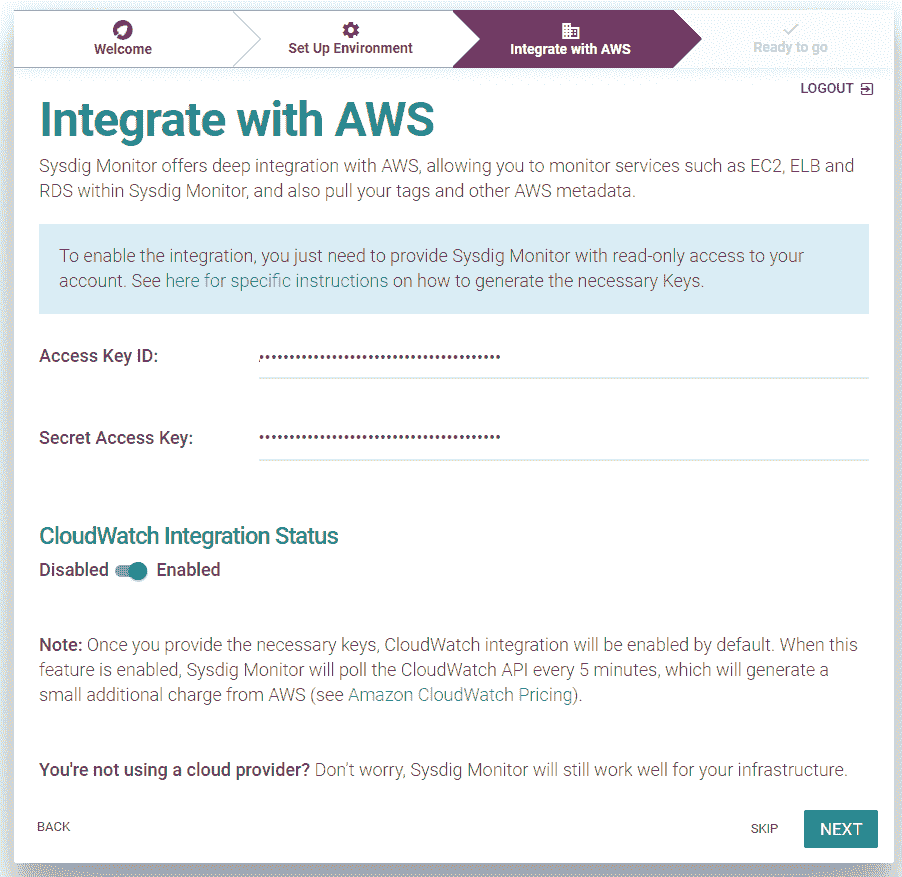 Welcome
Set Up Environment
Integrate with AWS
Ready to go
LOGOUT
Integrate with AWS
Sysdig Monitor offers deep integration with AWS, allowing you to monitor services such as EC2, ELB and
RDS within Sysdig Monitor, and also pull your tags and other AWS metadata.
To enable the integration, you just need to provide Sysdig Monitor with read-only access to your
account. See here for specific instructions on how to generate the necessary Keys.
Access Key ID:
Secret Access Key:
CloudWatch Integration Status
Disabled Enabled
Note: Once you provide the necessary keys, CloudWatch integration will be enabled by default. When this
feature is enabled, Sysdig Monitor will poll the CloudWatch API every 5 minutes, which will generate a
small additional charge from AWS (see Amazon CloudWatch Pricing).
You're not using a cloud provider? Don't worry, Sysdig Monitor will still work well for your infrastructure.
BACK
SKIP
NEXT